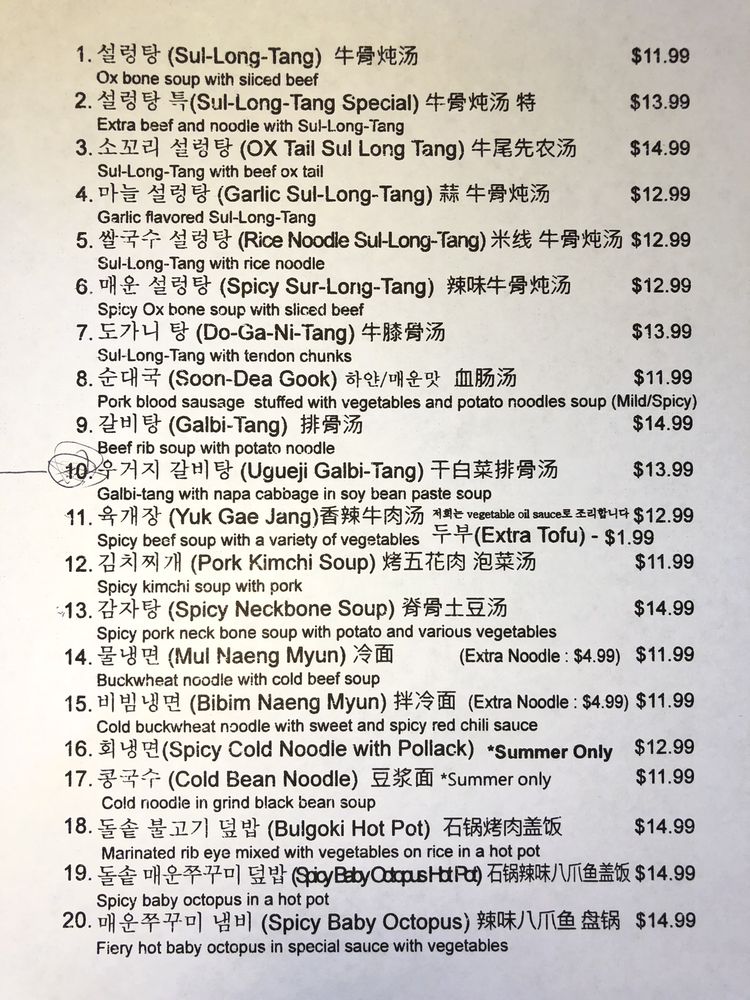 1. 설렁탕 (Sul-Long-Tang) 牛骨炖汤 $11.99
Ox bone soup with sliced beef
2. 설렁탕 특(Sul-Long-Tang Special) 牛骨炖汤 特 $13.99
Extra beef and noodle with Sul-Long-Tang
3. 소꼬리 설렁탕 (OX Tail Sul Long Tang) 牛尾先农汤 $14.99
Sul-Long-Tang with beef ox tail
4. 마늘 설렁탕 (Garlic Sul-Long-Tang) 蒜 牛骨炖汤 $12.99
Garlic flavored Sul-Long-Tang
5. 쌀국수 설렁탕 (Rice Noodle Sul-Long-Tang) 米线 牛骨炖汤 $12.99
Sul-Long-Tang with rice noodle
6. 매운 설렁탕 (Spicy Sur-Long-Tang) 辣味牛骨炖汤 $12.99
Spicy Ox bone soup with sliced beef
7. 도가니 탕 (Do-Ga-Ni-Tang) 牛膝骨汤 $13.99
Sul-Long-Tang with tendon chunks
8. 순대국 (Soon-Dea Gook) 하얀/매운맛 血肠汤 $11.99
Pork blood sausage stuffed with vegetables and potato noodles soup (Mild/Spicy)
9. 갈비탕 (Galbi-Tang) 排骨汤 $14.99
Beef rib soup with potato noodle
10. 우거지 갈비탕 (Ugueji Galbi-Tang) 干白菜排骨汤 $13.99
Galbi-tang with napa cabbage in soy bean paste soup
11. 육개장 (Yuk Gae Jang)香辣牛肉汤 저희는 vegetable oil sauce로 조리합니다 $12.99
Spicy beef soup with a variety of vegetables 두부(Extra Tofu) - $1.99
12. 김치찌개 (Pork Kimchi Soup) 烤五花肉 泡菜汤 $11.99
Spicy kimchi soup with pork
13. 감자탕 (Spicy Neckbone Soup) 脊骨土豆汤 $14.99
Spicy pork neck bone soup with potato and various vegetables
14. 물냉면 (Mul Naeng Myun) 冷面 (Extra Noodle : $4.99) $11.99
Buckwheat noodle with cold beef soup
15. 비빔냉면 (Bibim Naeng Myun) 拌冷面 (Extra Noodle : $4.99) $11.99
Cold buckwheat noodle with sweet and spicy red chili sauce
16. 회냉면(Spicy Cold Noodle with Pollack) *Summer Only $12.99
17. 콩국수 (Cold Bean Noodle) 豆浆面 *Summer only $11.99
Cold noodle in grind black bean soup
18. 돌솥 불고기 덮밥 (Bulgoki Hot Pot) 石锅烤肉盖饭 $14.99
Marinated rib eye mixed with vegetables on rice in a hot pot
19. 돌솥 매운쭈꾸미 덮밥 (Spicy Baby Octopus Hot Pot) 石锅辣味八爪鱼盖饭 $14.99
Spicy baby octopus in a hot pot
20. 매운쭈꾸미 냄비 (Spicy Baby Octopus) 辣味八爪鱼 盘锅 $14.99
Fiery hot baby octopus in special sauce with vegetables